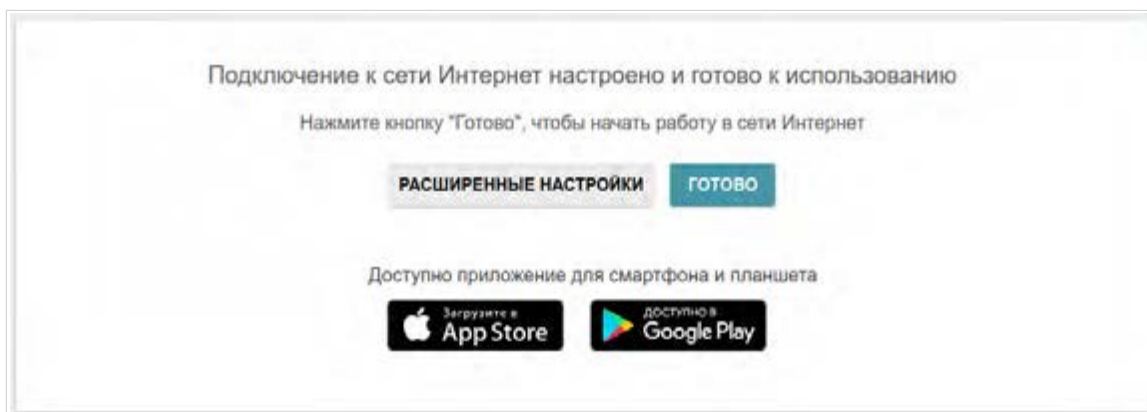 Подключение к сети Интернет настроено и готово к использованию
Нажмите кнопку "Готово", чтобы начать работу в сети Интернет
РАСШИРЕННЫЕ НАСТРОЙКИ ГОТОВО
Доступно приложение для смартфона и планшета
Загрузите в
App Store
ДОСТУПНО В
Google Play